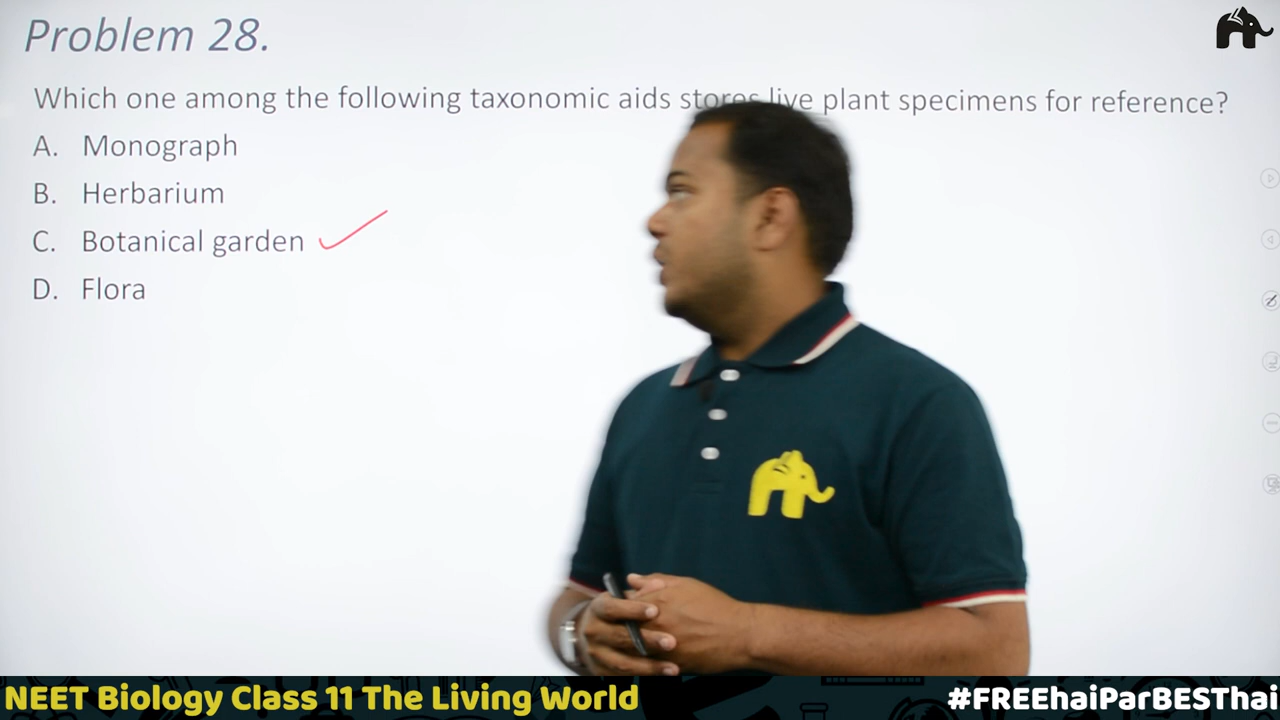 Problem 28.
Which one among the following taxonomic aids stores live plant specimens for reference?
A. Monograph
B. Herbarium
C. Botanical garden
D. Flora
NEET Biology Class 11 The Living World
#FREEhaiParBESThai